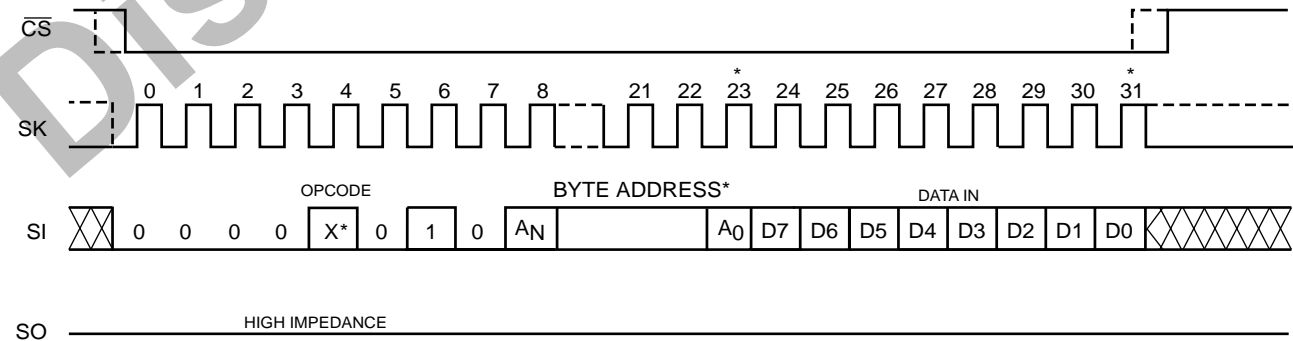 CS
* *
0 1 2 3 4 5 6 7 8 21 22 23 24 25 26 27 28 29 30 31
SK
OPCODE BYTE ADDRESS* DATA IN
SI 0 0 0 0 X* 0 1 0 AN A0 D7 D6 D5 D4 D3 D2 D1 D0
HIGH IMPEDANCE
SO
Dis